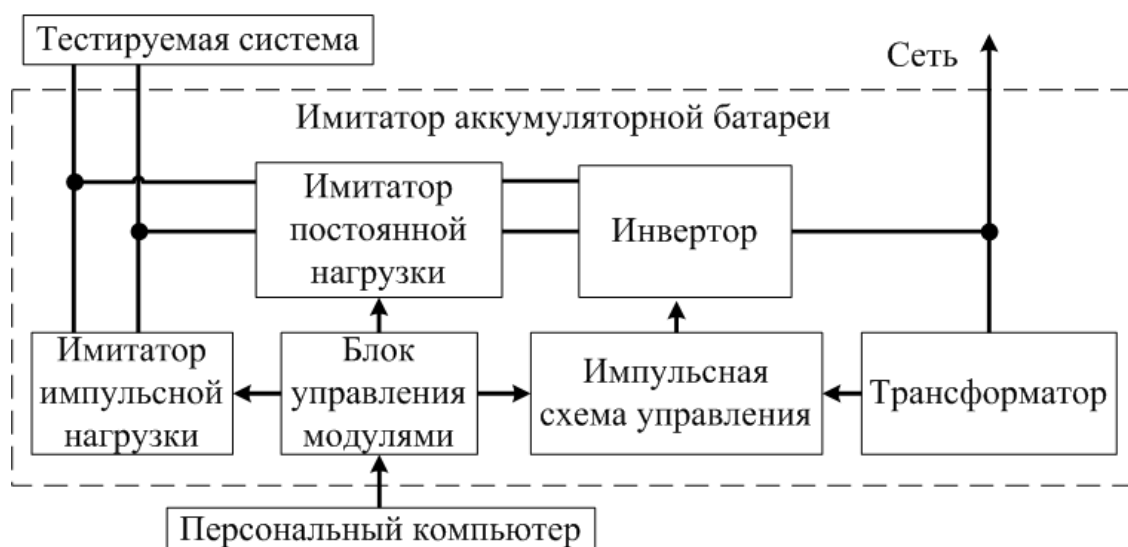 Тестируемая система
Сеть
Имитатор аккумуляторной батареи
Имитатор
постоянной
нагрузки
Инвертор
Имитатор
импульсной
нагрузки
Блок
управления
модулями
Импульсная
схема управления
Трансформатор
Персональный компьютер